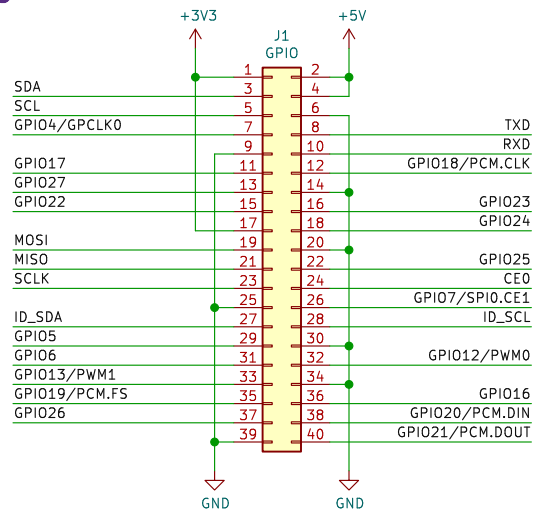 +3V3 +5V
J1
GPIO
1 2
SDA 3 4
SCL 5 6
GPIO4/GPCLK0 7 8 TXD
9 10 RXD
GPIO17 11 12 GPIO18/PCM.CLK
GPIO27 13 14
GPIO22 15 16 GPIO23
17 18 GPIO24
MOSI 19 20
MISO 21 22 GPIO25
SCLK 23 24 CE0
25 26 GPIO7/SPI0.CE1
ID_SDA 27 28 ID_SCL
GPIO5 29 30
GPIO6 31 32 GPIO12/PWM0
GPIO13/PWM1 33 34
GPIO19/PCM.FS 35 36 GPIO16
GPIO26 37 38 GPIO20/PCM.DIN
39 40 GPIO21/PCM.DOUT
GND GND